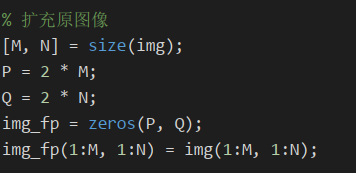 % 扩充原图像
[M, N] = size(img);
P = 2 * M;
Q = 2 * N;
img_fp = zeros(P, Q);
img_fp(1:M, 1:N) = img(1:M, 1:N);